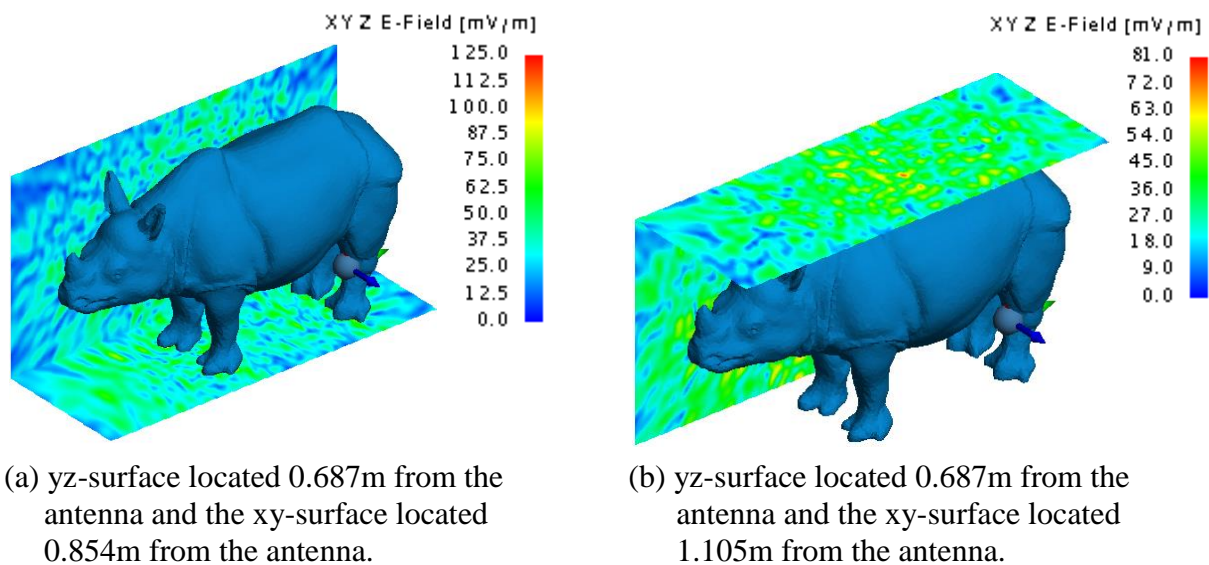 XYZ E-Field [mV/m]
125.0
112.5
100.0
87.5
75.0
62.5
50.0
37.5
25.0
12.5
0.0
(a) yz-surface located 0.687m from the
antenna and the xy-surface located
0.854m from the antenna.
XYZ E-Field [mV/m]
81.0
72.0
63.0
54.0
45.0
36.0
27.0
18.0
9.0
0.0
(b) yz-surface located 0.687m from the
antenna and the xy-surface located
1.105m from the antenna.